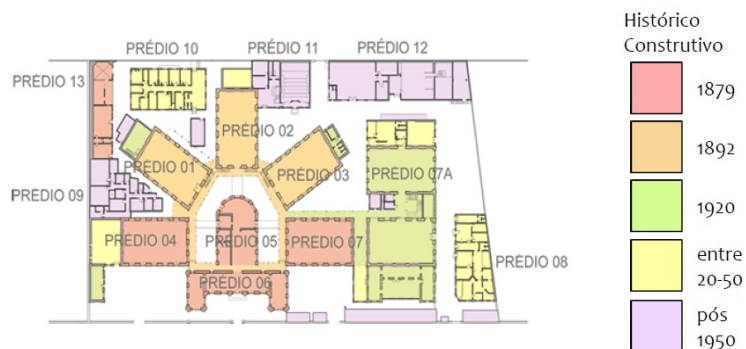 PRÉDIO 10
PRÉDIO 11
PRÉDIO 12
PRÉDIO 13
PRÉDIO 02
PRÉDIO 01
PRÉDIO 03
PRÉDIO 07A
PRÉDIO 09
PRÉDIO 04
PRÉDIO 05
PRÉDIO 07
PRÉDIO 08
PRÉDIO 06
Histórico
Construtivo
1879
1892
1920
entre
20-50
pós
1950